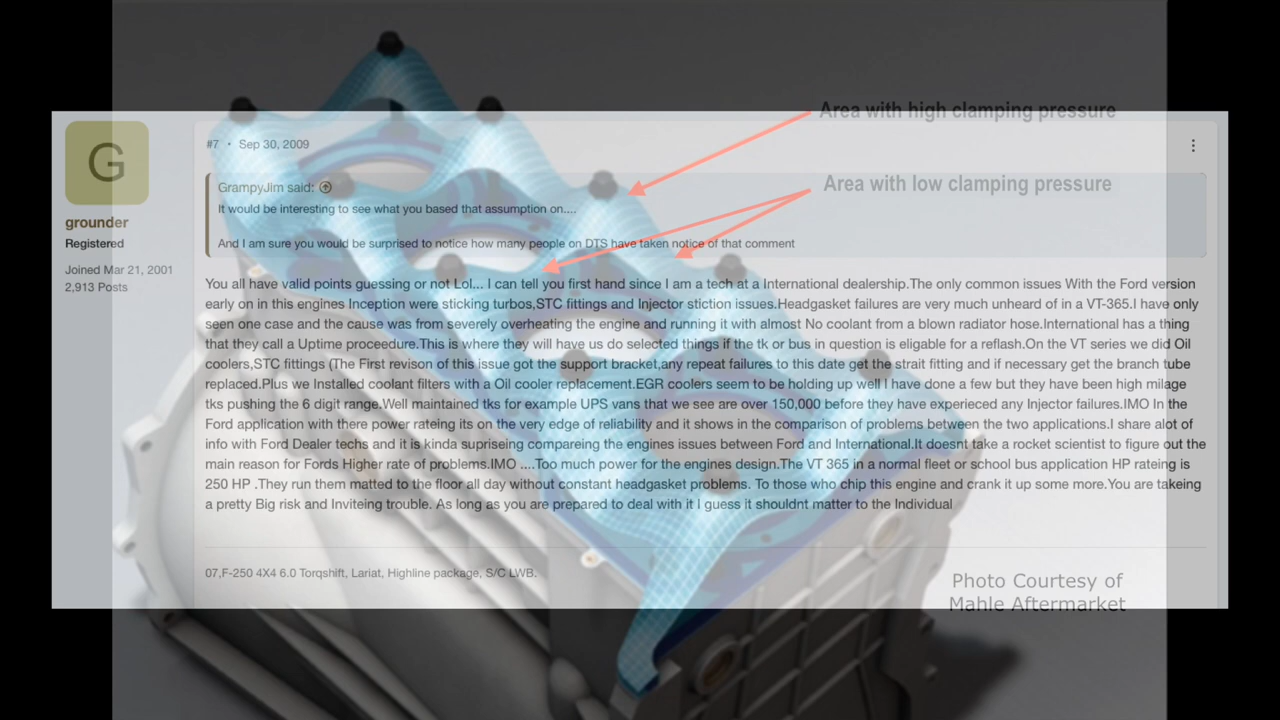 Area with high clamping pressure
Area with low clamping pressure
G
grounder
Registered
Joined Mar 21, 2001
2,913 Posts
#7 • Sep 30, 2009
GrampyJim said:
It would be interesting to see what you based that assumption on....
And I am sure you would be surprised to notice how many people on DTS have taken notice of that comment
You all have valid points guessing or not Lol... I can tell you first hand since I am a tech at a International dealership.The only common issues With the Ford version
early on in this engines Inception were sticking turbos,STC fittings and Injector stiction issues.Headgasket failures are very much unheard of in a VT-365.I have only
seen one case and the cause was from severely overheating the engine and running it with almost No coolant from a blown radiator hose.International has a thing
that they call a Uptime proceedure.This is where they will have us do selected things if the tk or bus in question is eligable for a reflash.On the VT series we did Oil
coolers,STC fittings (The First revison of this issue got the support bracket,any repeat failures to this date get the strait fitting and if necessary get the branch tube
replaced.Plus we Installed coolant filters with a Oil cooler replacement.EGR coolers seem to be holding up well I have done a few but they have been high milage
tks pushing the 6 digit range.Well maintained tks for example UPS vans that we see are over 150,000 before they have experieced any Injector failures.IMO In the
Ford application with there power rateing its on the very edge of reliability and it shows in the comparison of problems between the two applications.I share alot of
info with Ford Dealer techs and it is kinda supriseing compareing the engines issues between Ford and International.It doesnt take a rocket scientist to figure out the
main reason for Fords Higher rate of problems.IMO ....Too much power for the engines design.The VT 365 in a normal fleet or school bus application HP rateing is
250 HP .They run them matted to the floor all day without constant headgasket problems. To those who chip this engine and crank it up some more.You are takeing
a pretty Big risk and Inviteing trouble. As long as you are prepared to deal with it I guess it shouldnt matter to the Individual
07,F-250 4X4 6.0 Torqshift, Lariat, Highline package, S/C LWB.
Photo Courtesy of
Mahle Aftermarket